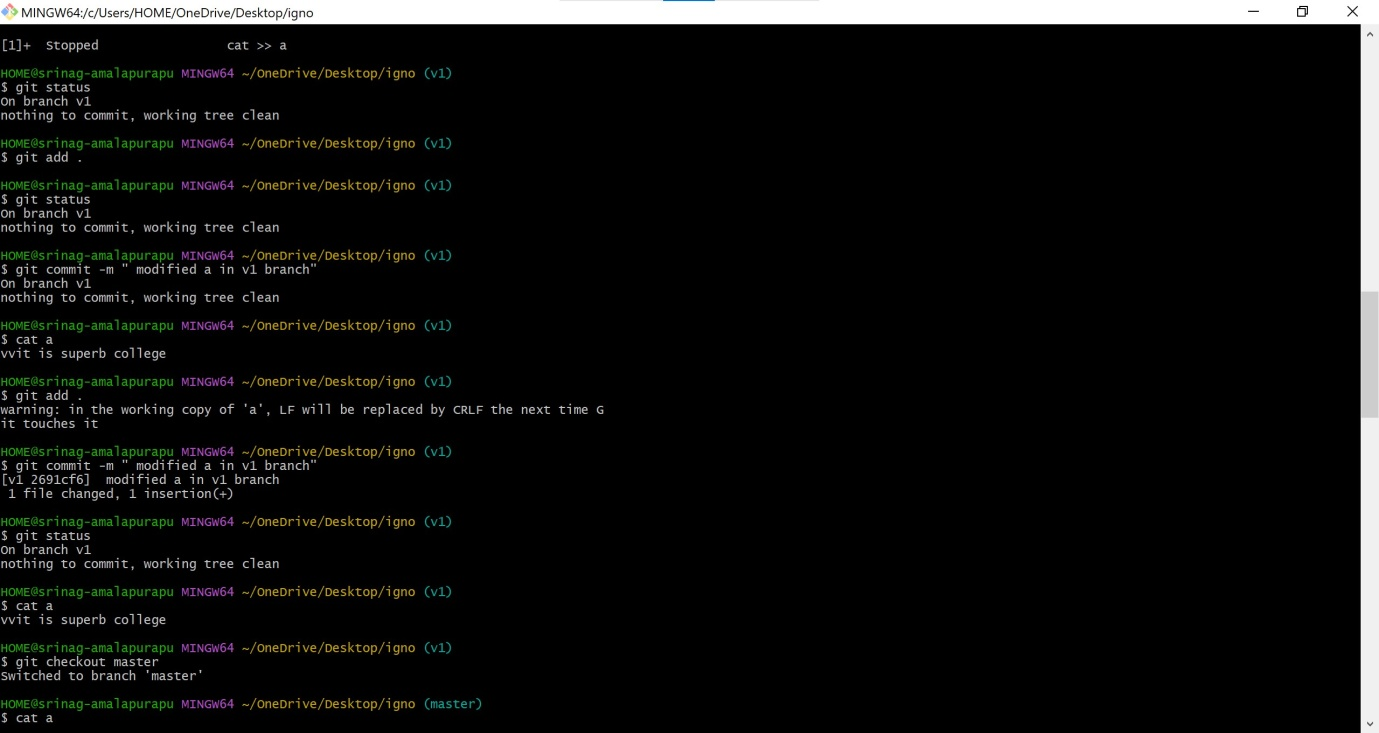 MINGW64:/c/Users/HOME/OneDrive/Desktop/igno
[1]+  Stopped                 cat >> a
HOME@srinag-amalapurapu MINGW64 ~/OneDrive/Desktop/igno (v1)
$ git status
On branch v1
nothing to commit, working tree clean
HOME@srinag-amalapurapu MINGW64 ~/OneDrive/Desktop/igno (v1)
$ git add .
HOME@srinag-amalapurapu MINGW64 ~/OneDrive/Desktop/igno (v1)
$ git status
On branch v1
nothing to commit, working tree clean
HOME@srinag-amalapurapu MINGW64 ~/OneDrive/Desktop/igno (v1)
$ git commit -m " modified a in v1 branch"
On branch v1
nothing to commit, working tree clean
HOME@srinag-amalapurapu MINGW64 ~/OneDrive/Desktop/igno (v1)
$ cat a
vvit is superb college
HOME@srinag-amalapurapu MINGW64 ~/OneDrive/Desktop/igno (v1)
$ git add .
warning: in the working copy of 'a', LF will be replaced by CRLF the next time G
it touches it
HOME@srinag-amalapurapu MINGW64 ~/OneDrive/Desktop/igno (v1)
$ git commit -m " modified a in v1 branch"
[v1 2691cf6]  modified a in v1 branch
 1 file changed, 1 insertion(+)
HOME@srinag-amalapurapu MINGW64 ~/OneDrive/Desktop/igno (v1)
$ git status
On branch v1
nothing to commit, working tree clean
HOME@srinag-amalapurapu MINGW64 ~/OneDrive/Desktop/igno (v1)
$ cat a
vvit is superb college
HOME@srinag-amalapurapu MINGW64 ~/OneDrive/Desktop/igno (v1)
$ git checkout master
Switched to branch 'master'
HOME@srinag-amalapurapu MINGW64 ~/OneDrive/Desktop/igno (master)
$ cat a